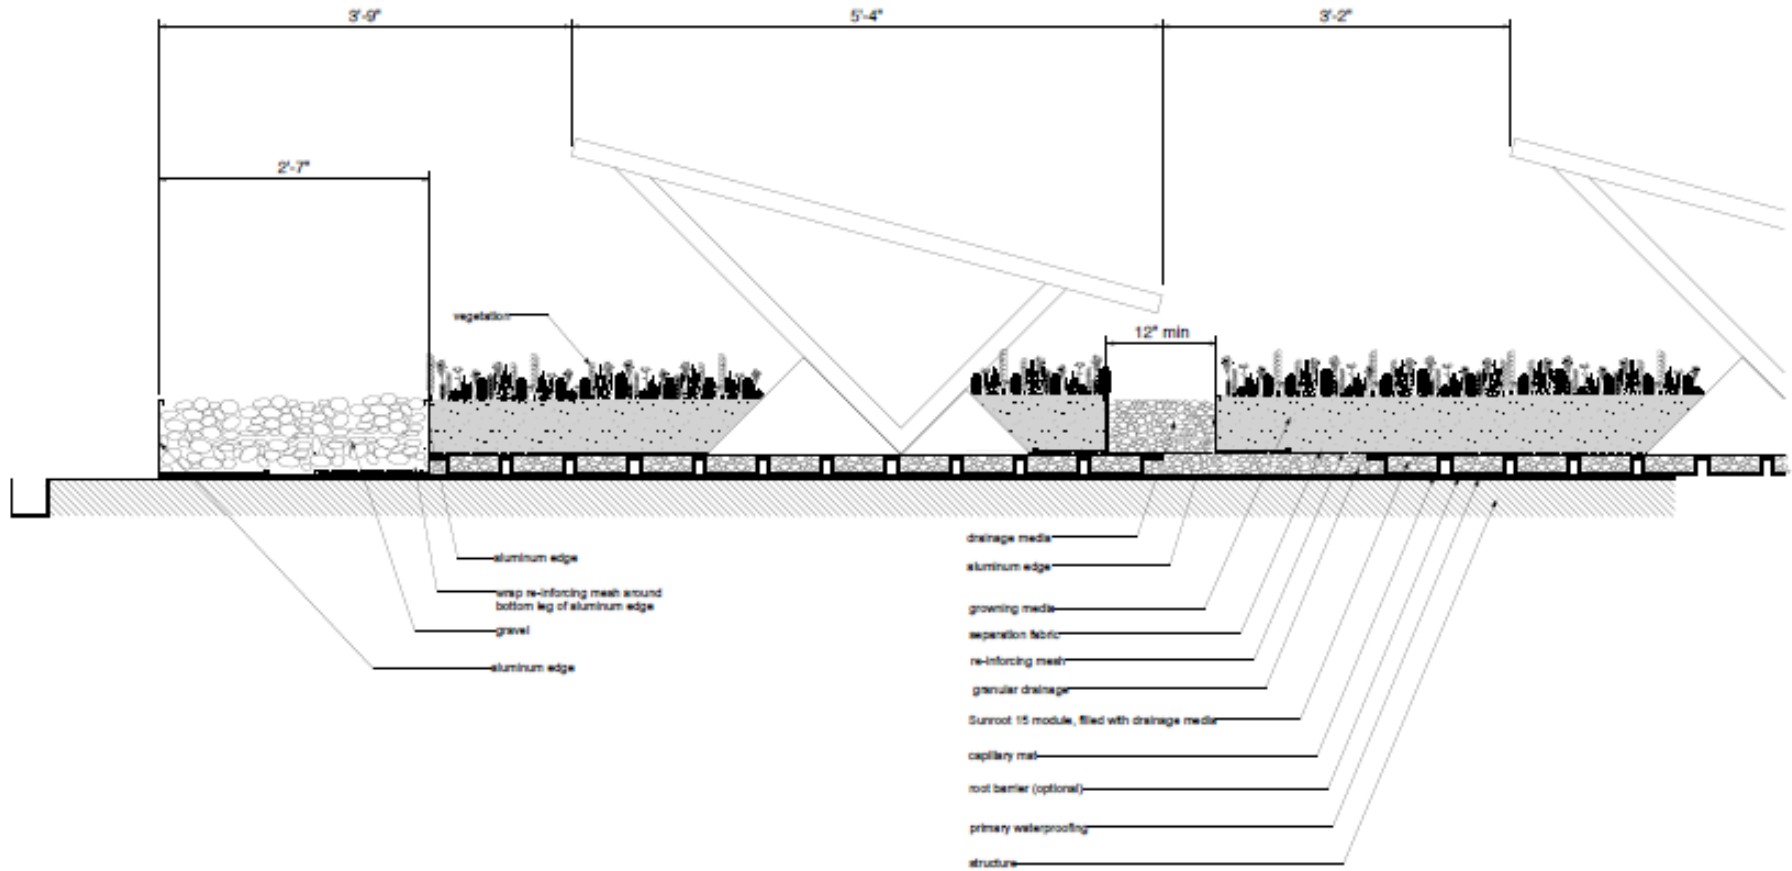 3'-9"
5'-4"
3'-2"
2'-7"
vegetation
12" min
aluminum edge
wrap re-inforcing mesh around
bottom leg of aluminum edge
gravel
aluminum edge
drainage media
aluminum edge
growning media
separation fabric
re-inforcing mesh
granular drainage
Sunroot 15 module, filled with drainage media
capillary mat
root barrier (optional)
primary waterproofing
structure